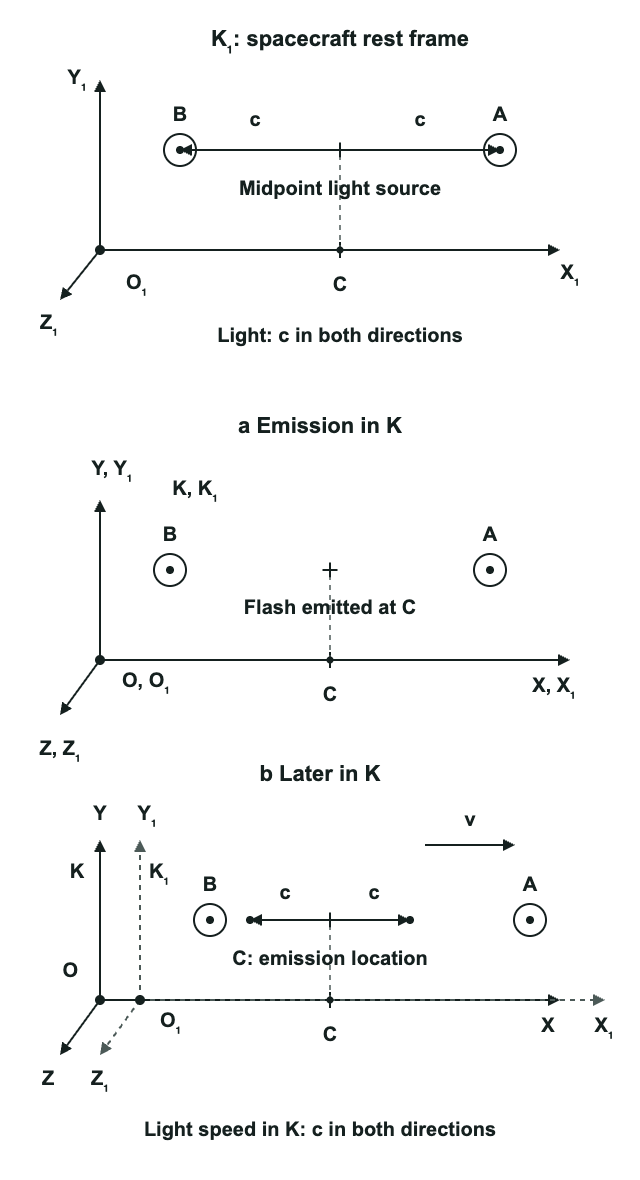 K₁: spacecraft rest frame
Y₁
B c c A
Midpoint light source
O₁ C X₁
Z₁
Light: c in both directions
a Emission in K
Y, Y₁
K, K₁
B A
Flash emitted at C
O, O₁ C X, X₁
Z, Z₁
b Later in K
Y Y₁ v
K K₁ B c c A
C: emission location
O
O₁ C X X₁
Z Z₁
Light speed in K: c in both directions